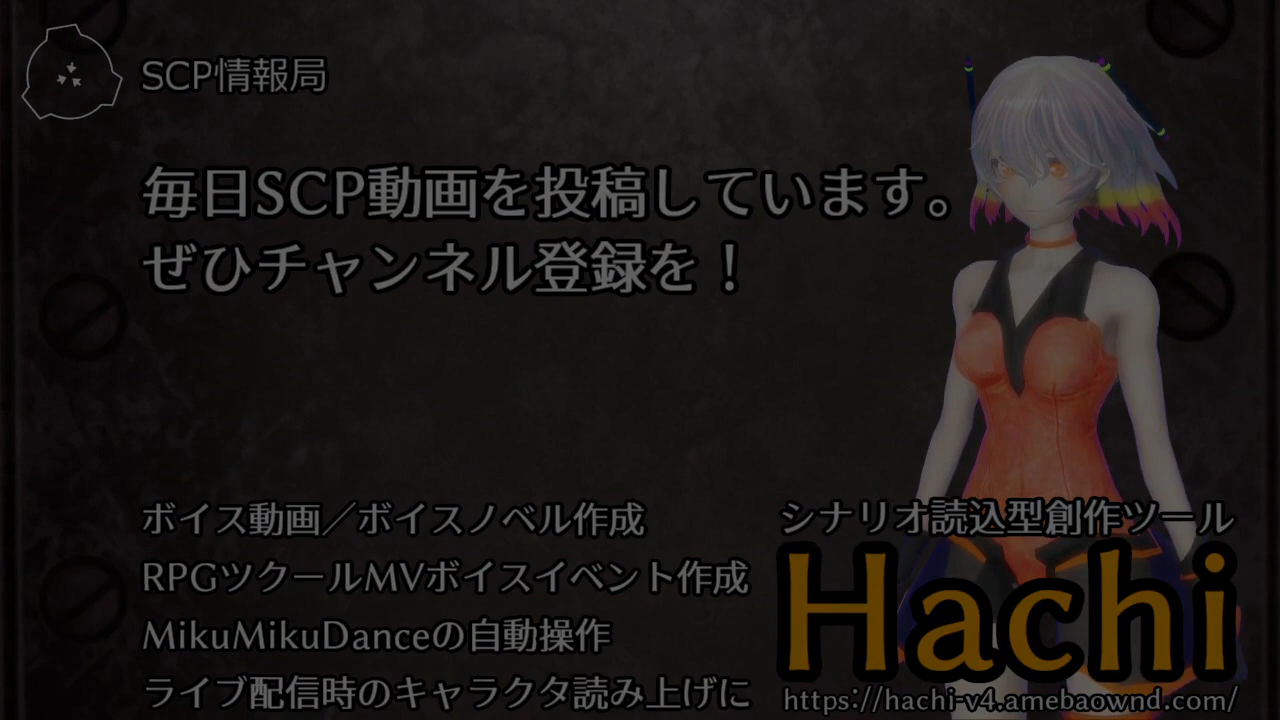 SCP情報局
毎日SCP動画を投稿しています。
ぜひチャンネル登録を！
ボイス動画／ボイスノベル作成
RPGツクールMVボイスイベント作成
MikuMikuDanceの自動操作
ライブ配信時のキャラクタ読み上げに
シナリオ読込型創作ツール
Hachi
https://hachi-v4.amebaownd.com/